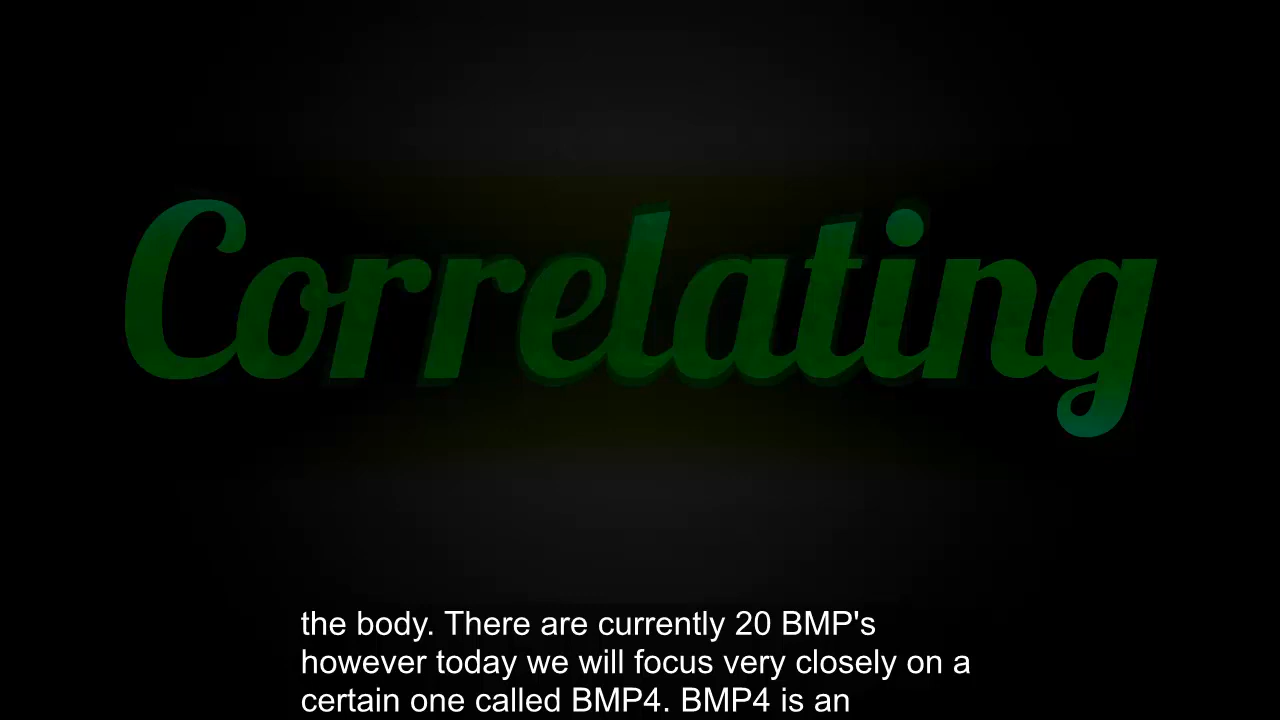 Correlating
the body. There are currently 20 BMP's
however today we will focus very closely on a
certain one called BMP4. BMP4 is an